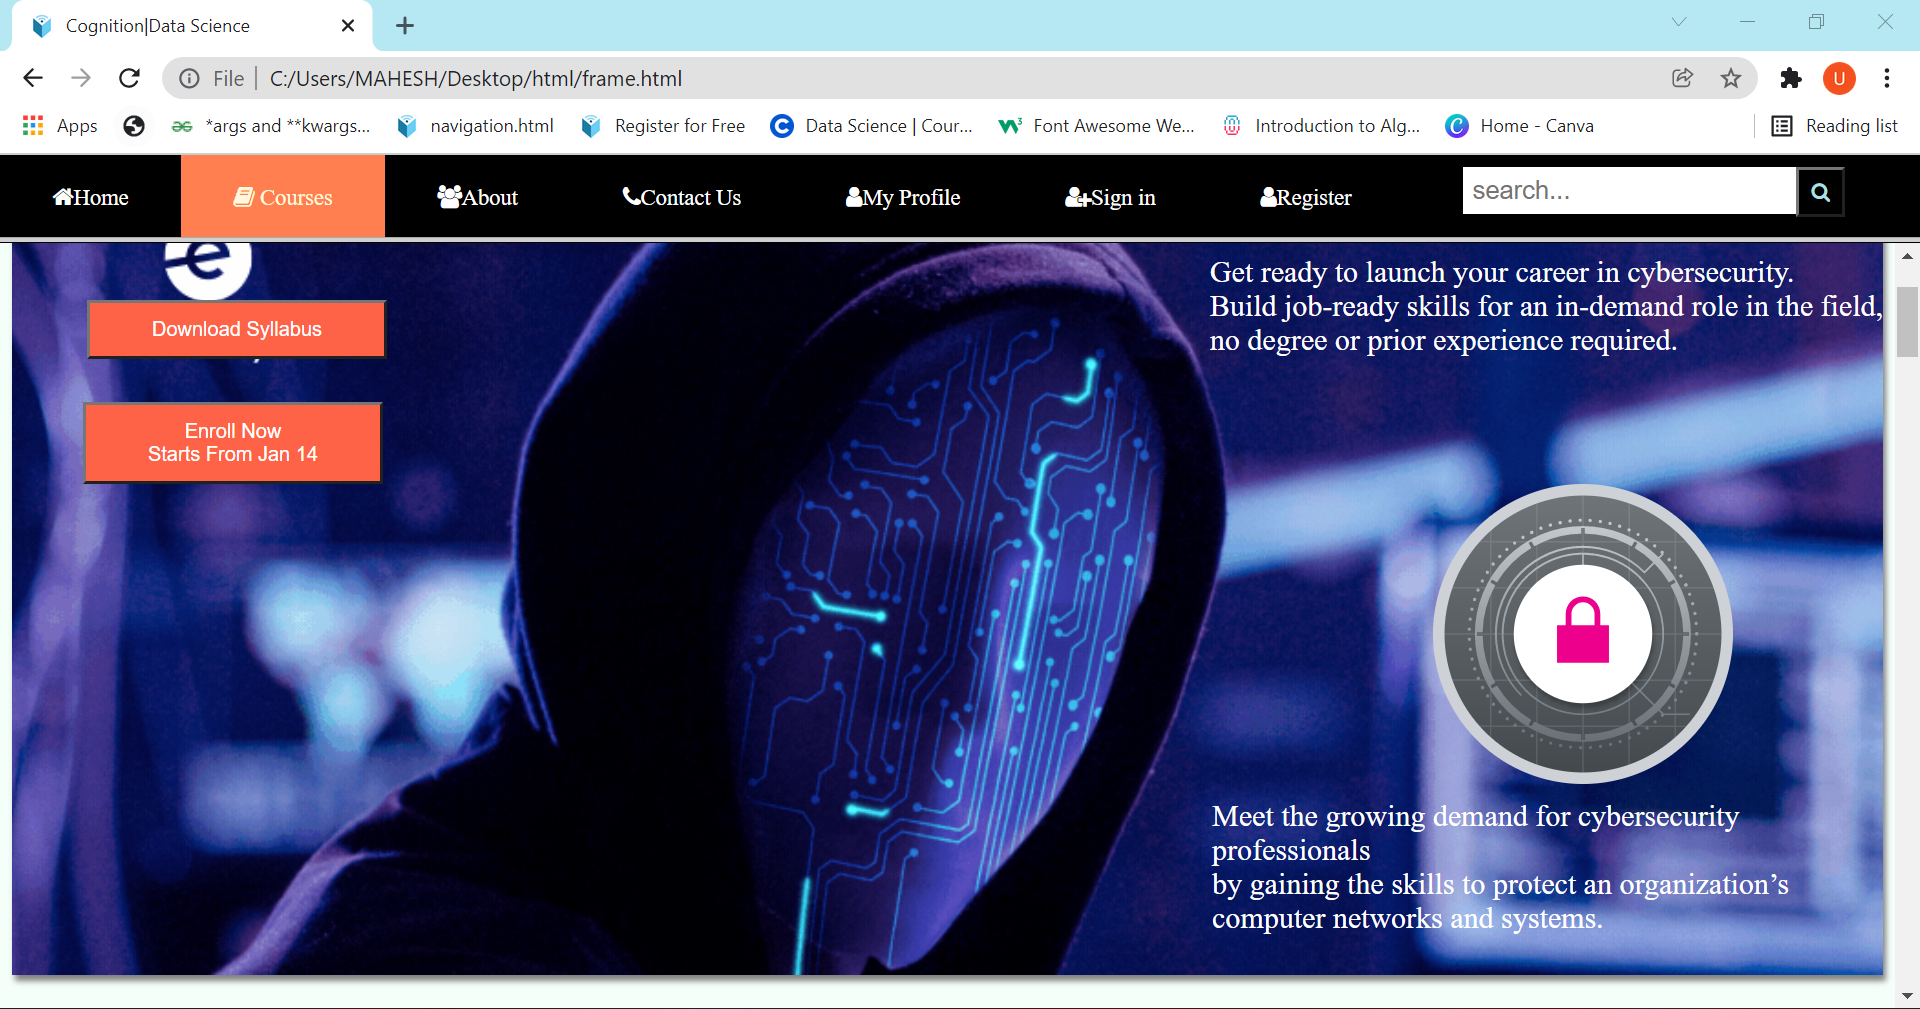 Cognition|Data Science
File
C:/Users/MAHESH/Desktop/html/frame.html
U
Apps
*args and **kwargs...
navigation.html
Register for Free
Data Science | Cour...
Font Awesome We...
Introduction to Alg...
Home - Canva
Reading list
Home
Courses
About
Contact Us
My Profile
Sign in
Register
search...
e
Download Syllabus
Enroll Now
Starts From Jan 14
Get ready to launch your career in cybersecurity.
Build job-ready skills for an in-demand role in the field,
no degree or prior experience required.
Meet the growing demand for cybersecurity
professionals
by gaining the skills to protect an organization’s
computer networks and systems.